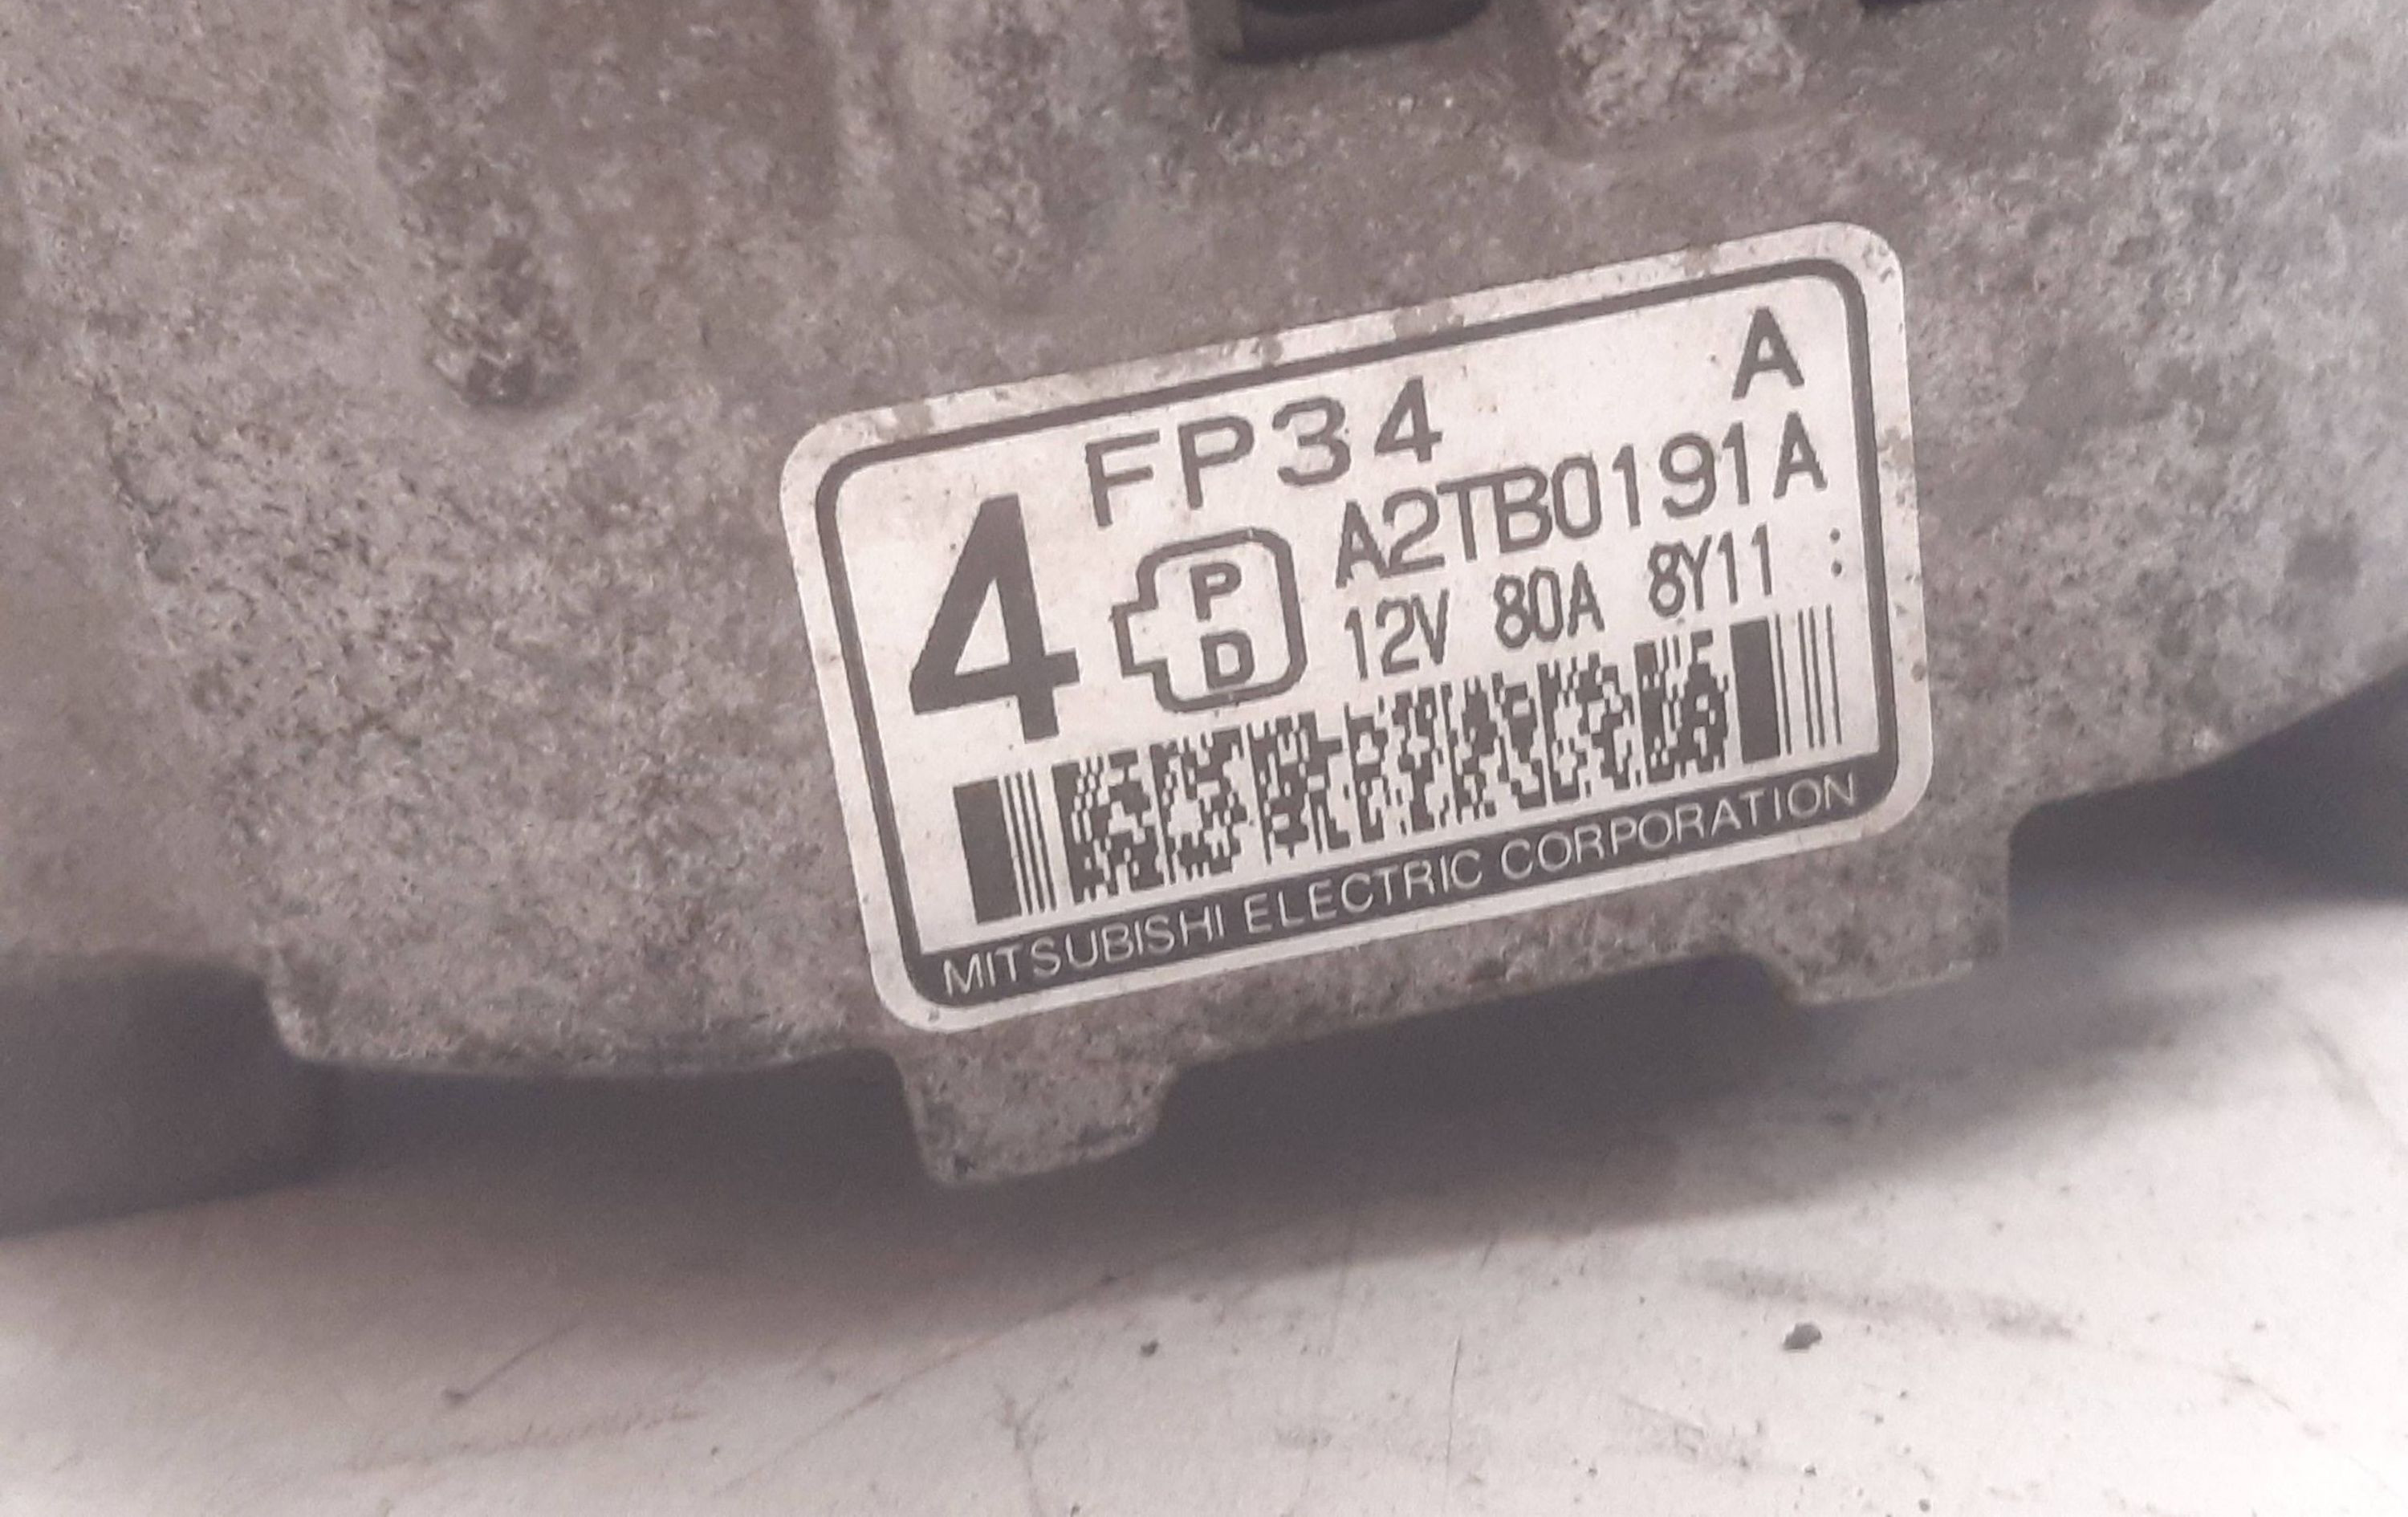 A
FP34
4
P
D
A2TB0191A
12V 80A 8Y11 :
MITSUBISHI ELECTRIC CORPORATION